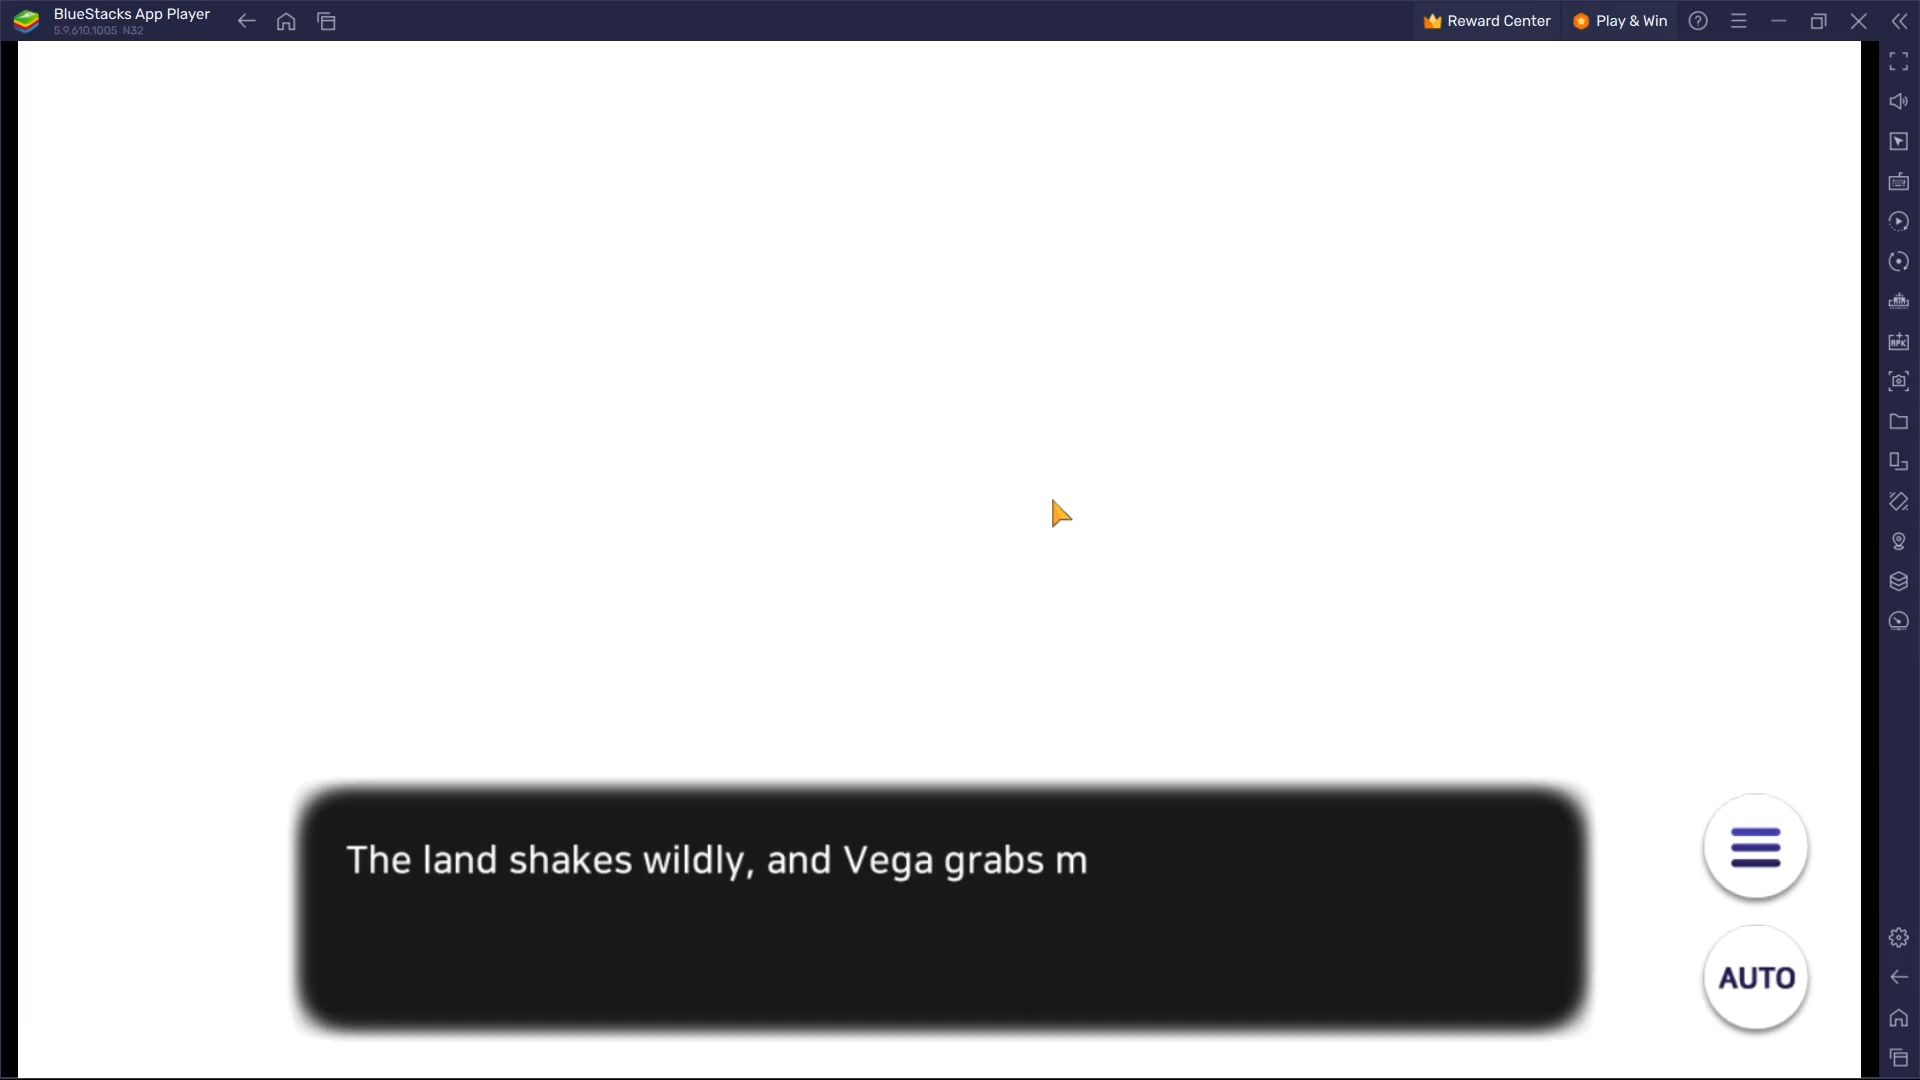 BlueStacks App Player
5.9.610.1005 N32
Reward Center
Play & Win
The land shakes wildly, and Vega grabs m
AUTO